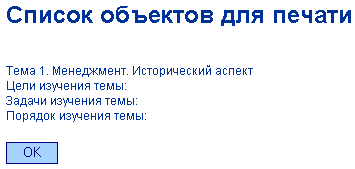 Список объектов для печати
Тема 1. Менеджмент. Исторический аспект
Цели изучения темы:
Задачи изучения темы:
Порядок изучения темы:
OK